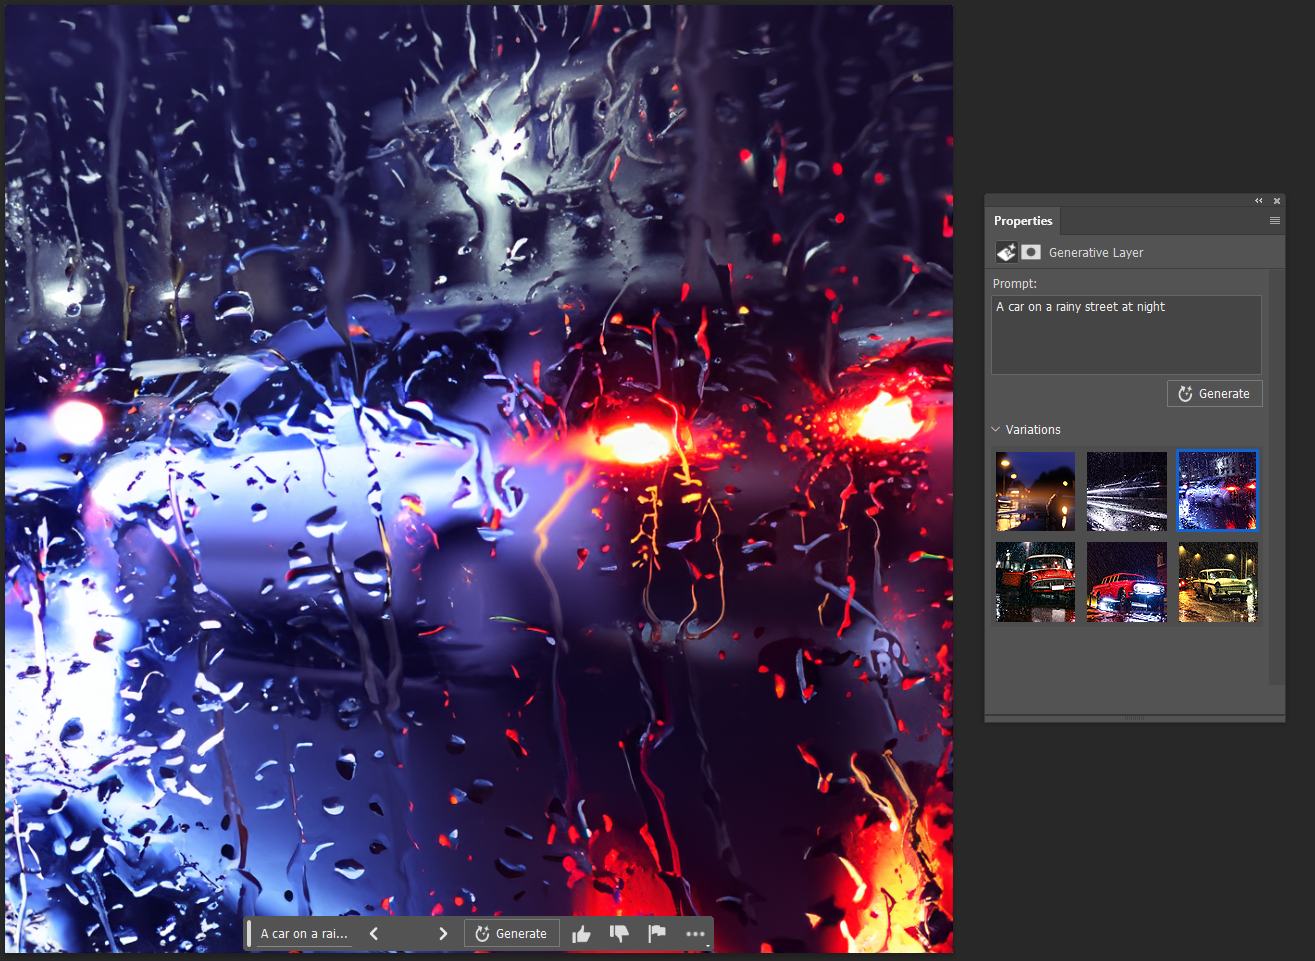 Properties
Generative Layer
Prompt:
A car on a rainy street at night
Generate
Variations
A car on a rai...
Generate